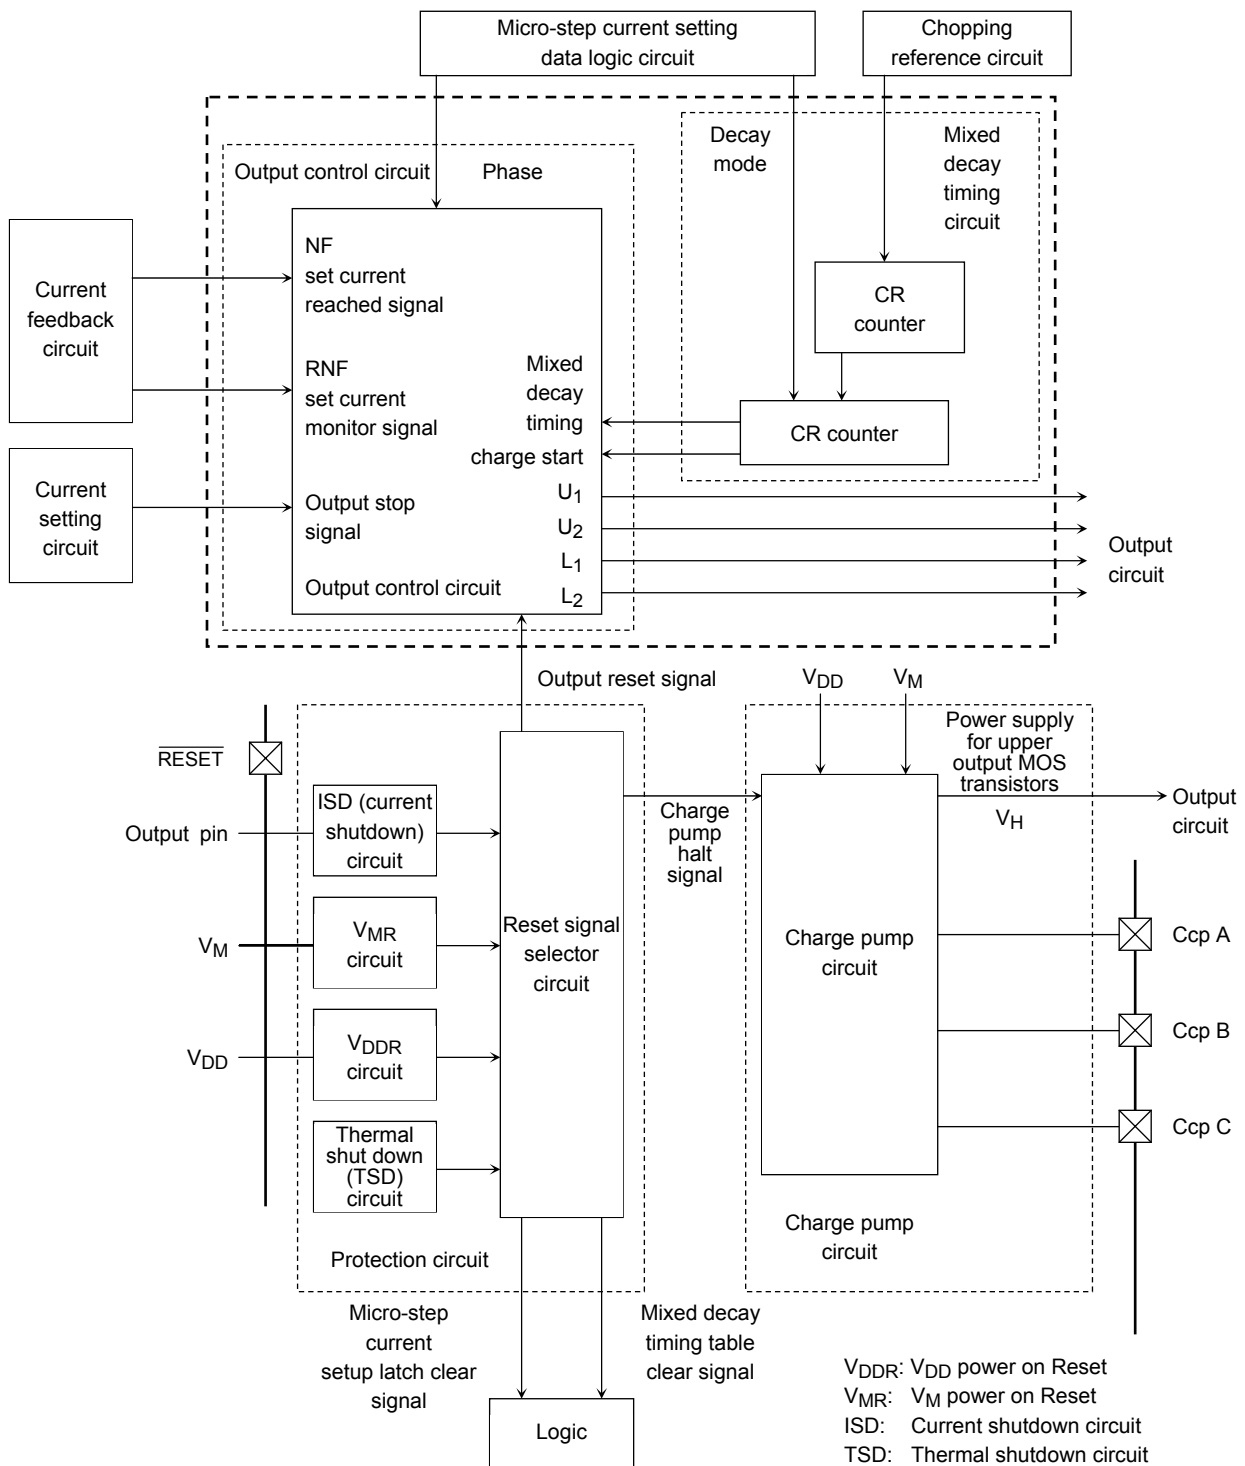 Micro-step current setting
data logic circuit
Chopping
reference circuit
Decay
mode
Mixed
decay
timing
circuit
Output control circuit
Phase
NF
set current
reached signal
Current
feedback
circuit
CR
counter
RNF
set current
monitor signal
Mixed
decay
timing
CR counter
charge start
Current
setting
circuit
Output stop
signal
U1
U2
L1
L2
Output
circuit
Output control circuit
Output reset signal
VDD
VM
RESET
Power supply
for upper
output MOS
transistors
ISD (current
shutdown)
circuit
Output pin
Charge
pump
halt
signal
VH
Output
circuit
VM
VMR
circuit
Reset signal
selector
circuit
Charge pump
circuit
Ccp A
Ccp B
Ccp C
VDD
VDDR
circuit
Thermal
shut down
(TSD)
circuit
Protection circuit
Charge pump
circuit
Micro-step
current
setup latch clear
signal
Mixed decay
timing table
clear signal
Logic
VDDR: VDD power on Reset
VMR: VM power on Reset
ISD: Current shutdown circuit
TSD: Thermal shutdown circuit